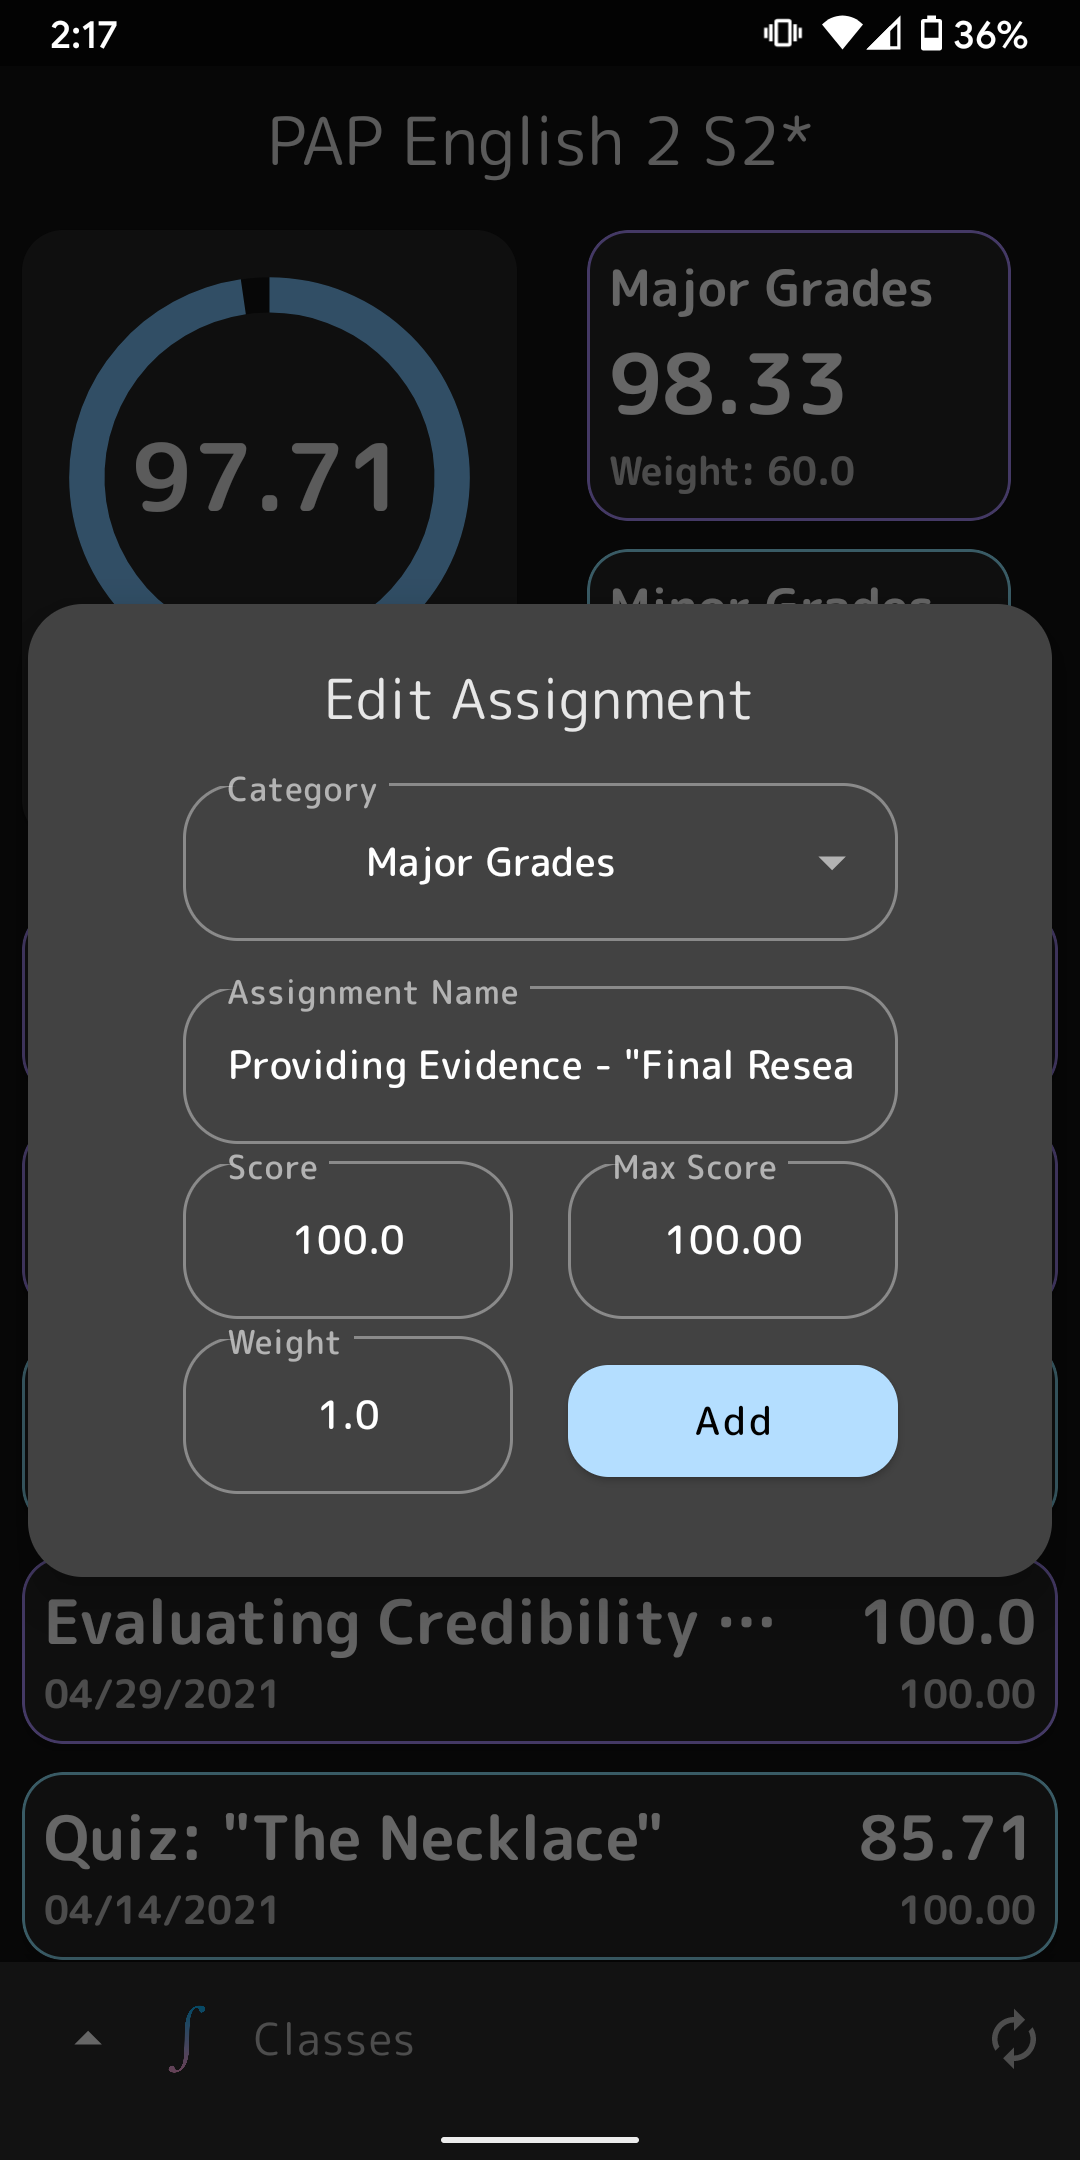 2:17
36%
PAP English 2 S2*
97.71
Major Grades
98.33
Weight: 60.0
Minor Grades
Edit Assignment
Category
Major Grades
Assignment Name
Providing Evidence - "Final Resea
Score
100.0
Max Score
100.00
Weight
1.0
Add
Evaluating Credibility ...
100.0
04/29/2021
100.00
Quiz: "The Necklace"
85.71
04/14/2021
100.00
Classes